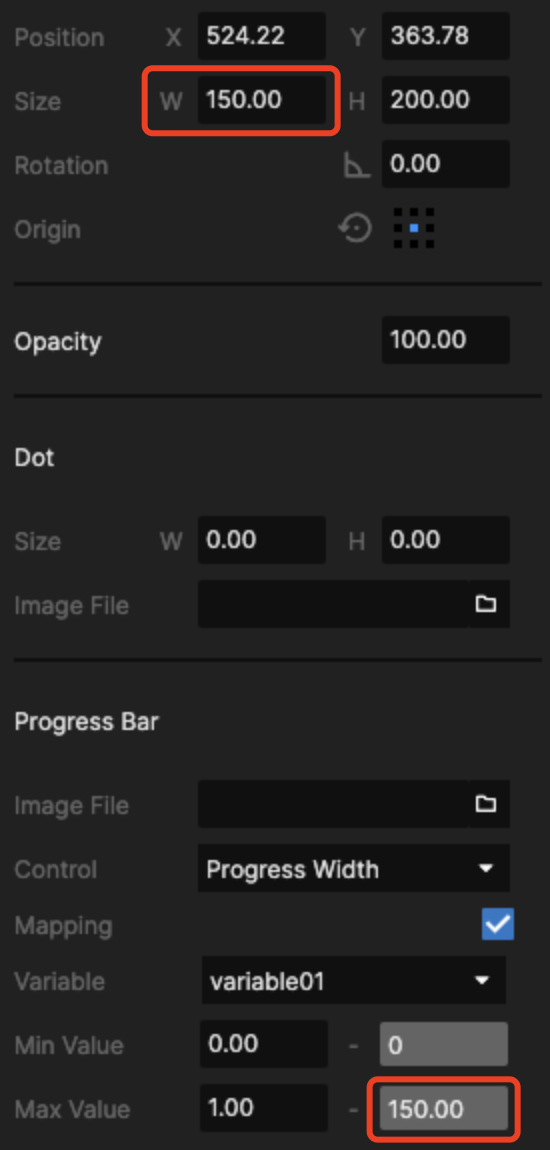 Position X 524.22 Y 363.78
Size W 150.00 H 200.00
Rotation 0.00
Origin
Opacity 100.00
Dot
Size W 0.00 H 0.00
Image File
Progress Bar
Image File
Control Progress Width
Mapping
Variable variable01
Min Value 0.00 - 0
Max Value 1.00 - 150.00